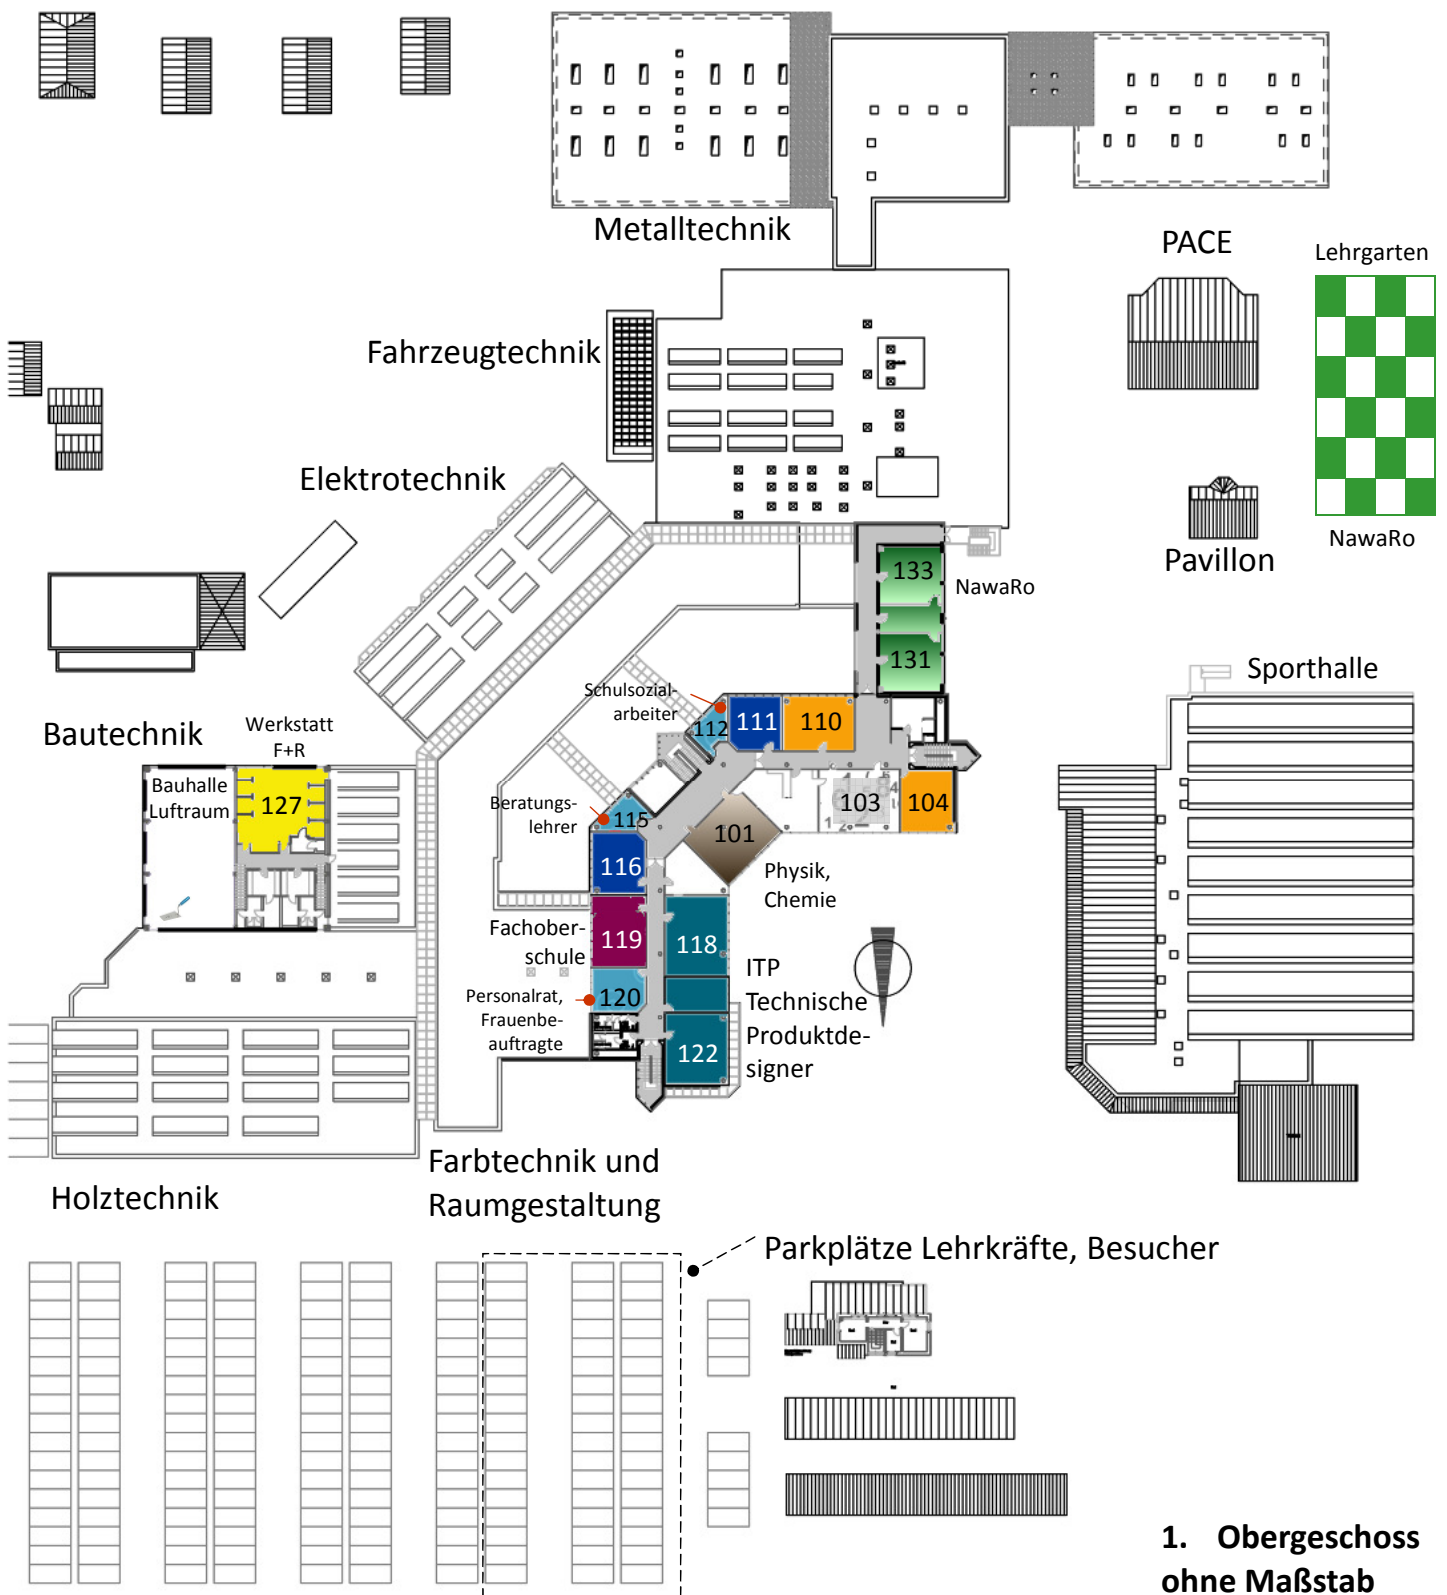 Metalltechnik
PACE
Lehrgarten
Fahrzeugtechnik
Elektrotechnik
NawaRo
Pavillon
133
NawaRo
131
Sporthalle
Schulsozial-
arbeiter
112
111
110
Bautechnik
Werkstatt
F+R
Bauhalle
Luftraum
127
Beratungs-
lehrer
115
103
104
101
116
Physik,
Chemie
Fachober-
schule
119
118
ITP
Technische
Produktde-
signer
Personalrat,
Frauenbe-
auftragte
120
122
Farbtechnik und
Raumgestaltung
Holztechnik
Parkplätze Lehrkräfte, Besucher
1. Obergeschoss
ohne Maßstab